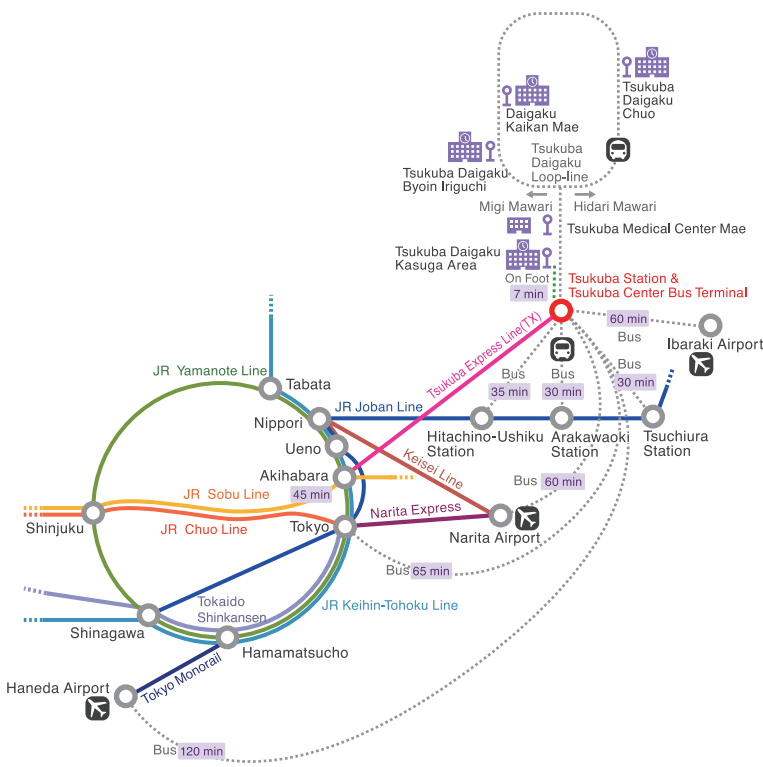 Tsukuba
Daigaku
Chuo
Daigaku
Kaikan Mae
Tsukuba Daigaku
Byoin Iriguchi
Tsukuba
Daigaku
Loop-line
Migi Mawari
Hidari Mawari
Tsukuba Medical Center Mae
Tsukuba Daigaku
Kasuga Area
On Foot
7 min
Tsukuba Station &
Tsukuba Center Bus Terminal
60 min
Bus
Ibaraki Airport
Tsukuba Express Line(TX)
Bus
35 min
Bus
30 min
Bus
30 min
JR Yamanote Line
Tabata
Nippori
JR Joban Line
Hitachino-Ushiku
Station
Arakawaoki
Station
Tsuchiura
Station
Ueno
Akihabara
45 min
Keisei Line
Bus
60 min
JR Sobu Line
Shinjuku
JR Chuo Line
Tokyo
Narita Express
Narita Airport
Bus
65 min
Tokaido
Shinkansen
JR Keihin-Tohoku Line
Shinagawa
Hamamatsucho
Tokyo Monorail
Haneda Airport
Bus
120 min